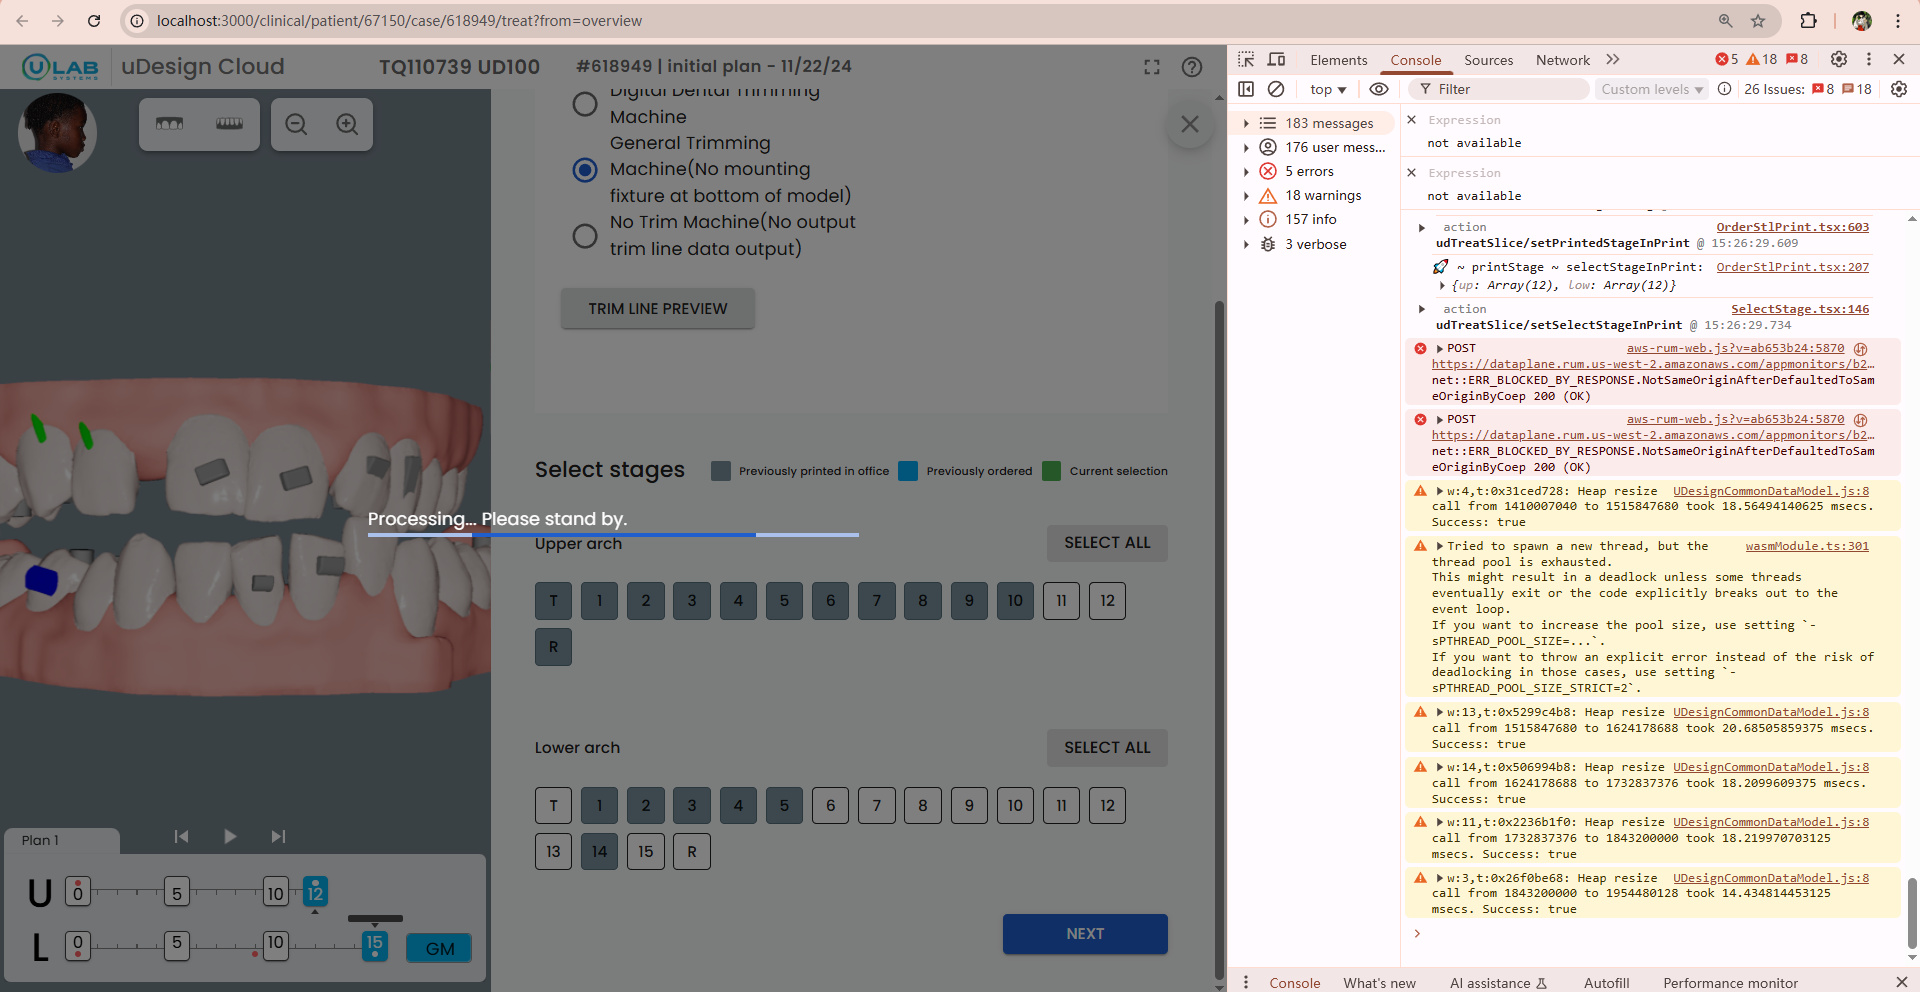 localhost:3000/clinical/patient/67150/case/618949/treat?from=overview
ULAB SYSTEMS uDesign Cloud TQ110739 UD100 #618949 | initial plan - 11/22/24
Digital Dental Trimming
Machine
General Trimming
Machine(No mounting
fixture at bottom of model)
No Trim Machine(No output
trim line data output)
TRIM LINE PREVIEW
Select stages Previously printed in office Previously ordered Current selection
Processing... Please stand by.
Upper arch SELECT ALL
T 1 2 3 4 5 6 7 8 9 10 11 12
R
Lower arch SELECT ALL
T 1 2 3 4 5 6 7 8 9 10 11 12
13 14 15 R
NEXT
Plan 1
U 0 5 10 12
L 0 5 10 15 GM
Elements Console Sources Network 5 18 8
top Filter Custom levels 26 Issues: 8 18
183 messages
176 user mess...
5 errors
18 warnings
157 info
3 verbose
Expression
not available
Expression
not available
action OrderStlPrint.tsx:603
udTreatSlice/setPrintedStageInPrint @ 15:26:29.609
🚀 ~ printStage ~ selectStageInPrint: OrderStlPrint.tsx:207
{up: Array(12), low: Array(12)}
action SelectStage.tsx:146
udTreatSlice/setSelectStageInPrint @ 15:26:29.734
POST aws-rum-web.js?v=ab653b24:5870
https://dataplane.rum.us-west-2.amazonaws.com/appmonitors/b2…
net::ERR_BLOCKED_BY_RESPONSE.NotSameOriginAfterDefaultedToSam
eOriginByCoep 200 (OK)
POST aws-rum-web.js?v=ab653b24:5870
https://dataplane.rum.us-west-2.amazonaws.com/appmonitors/b2…
net::ERR_BLOCKED_BY_RESPONSE.NotSameOriginAfterDefaultedToSam
eOriginByCoep 200 (OK)
w:4,t:0x31ced728: Heap resize UDesignCommonDataModel.js:8
call from 1410007040 to 1515847680 took 18.56494140625 msecs.
Success: true
Tried to spawn a new thread, but the wasmModule.ts:301
thread pool is exhausted.
This might result in a deadlock unless some threads
eventually exit or the code explicitly breaks out to the
event loop.
If you want to increase the pool size, use setting `-
sPTHREAD_POOL_SIZE=...`.
If you want to throw an explicit error instead of the risk of
deadlocking in those cases, use setting `-
sPTHREAD_POOL_SIZE_STRICT=2`.
w:13,t:0x5299c4b8: Heap resize UDesignCommonDataModel.js:8
call from 1515847680 to 1624178688 took 20.68505859375 msecs.
Success: true
w:14,t:0x506994b8: Heap resize UDesignCommonDataModel.js:8
call from 1624178688 to 1732837376 took 18.2099609375 msecs.
Success: true
w:11,t:0x2236b1f0: Heap resize UDesignCommonDataModel.js:8
call from 1732837376 to 1843200000 took 18.219970703125
msecs. Success: true
w:3,t:0x26f0be68: Heap resize UDesignCommonDataModel.js:8
call from 1843200000 to 1954480128 took 14.434814453125
msecs. Success: true
Console What's new AI assistance Autofill Performance monitor